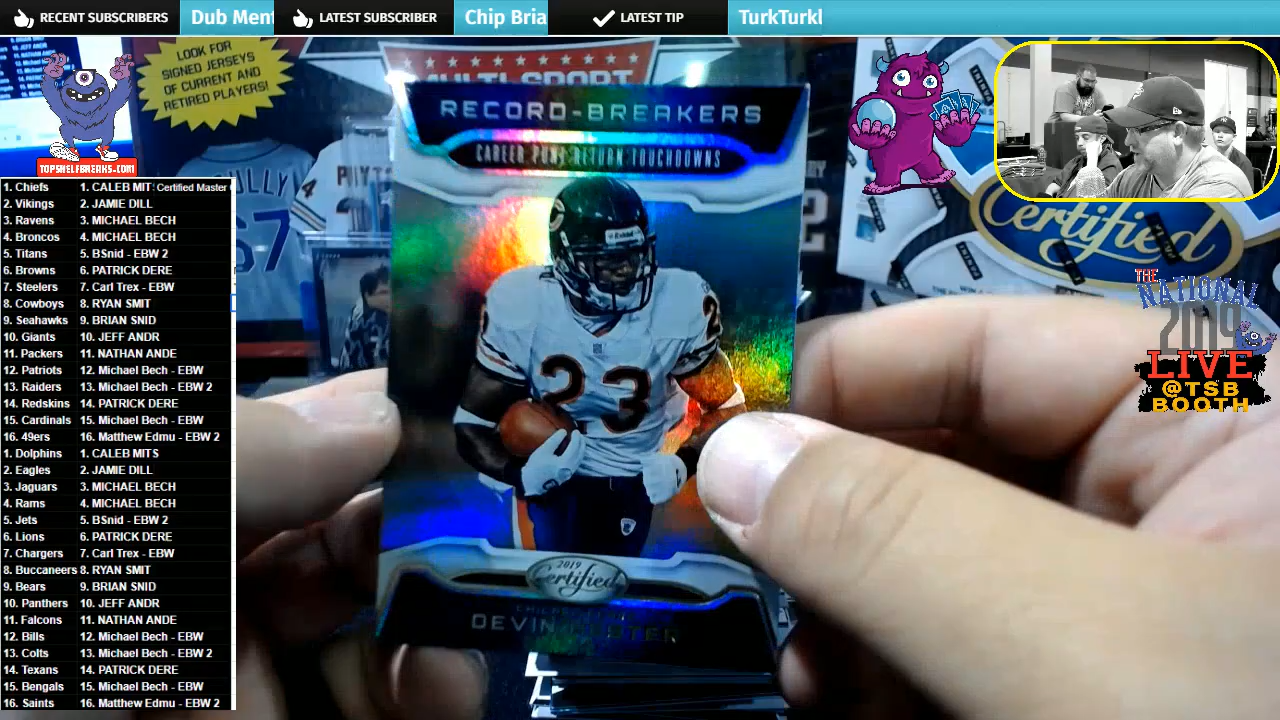 RECENT SUBSCRIBERS
Dub Ment
LATEST SUBSCRIBER
Chip Bria
LATEST TIP
TurkTurkl
LOOK FOR
SIGNED JERSEYS
OF CURRENT AND
RETIRED PLAYERS!
TOPSHELFBREAKS.COM
RECORD-BREAKERS
CAREER PUNT RETURN TOUCHDOWNS
23
2019
Certified
DEVIN HESTER
Certified
THE
NATIONAL
2019
LIVE
@TSB
BOOTH
1. Chiefs 1. CALEB MIT Certified Master
2. Vikings 2. JAMIE DILL
3. Ravens 3. MICHAEL BECH
4. Broncos 4. MICHAEL BECH
5. Titans 5. BSnid - EBW 2
6. Browns 6. PATRICK DERE
7. Steelers 7. Carl Trex - EBW
8. Cowboys 8. RYAN SMIT
9. Seahawks 9. BRIAN SNID
10. Giants 10. JEFF ANDR
11. Packers 11. NATHAN ANDE
12. Patriots 12. Michael Bech - EBW
13. Raiders 13. Michael Bech - EBW 2
14. Redskins 14. PATRICK DERE
15. Cardinals 15. Michael Bech - EBW
16. 49ers 16. Matthew Edmu - EBW 2
1. Dolphins 1. CALEB MITS
2. Eagles 2. JAMIE DILL
3. Jaguars 3. MICHAEL BECH
4. Rams 4. MICHAEL BECH
5. Jets 5. BSnid - EBW 2
6. Lions 6. PATRICK DERE
7. Chargers 7. Carl Trex - EBW
8. Buccaneers 8. RYAN SMIT
9. Bears 9. BRIAN SNID
10. Panthers 10. JEFF ANDR
11. Falcons 11. NATHAN ANDE
12. Bills 12. Michael Bech - EBW
13. Colts 13. Michael Bech - EBW 2
14. Texans 14. PATRICK DERE
15. Bengals 15. Michael Bech - EBW
16. Saints 16. Matthew Edmu - EBW 2